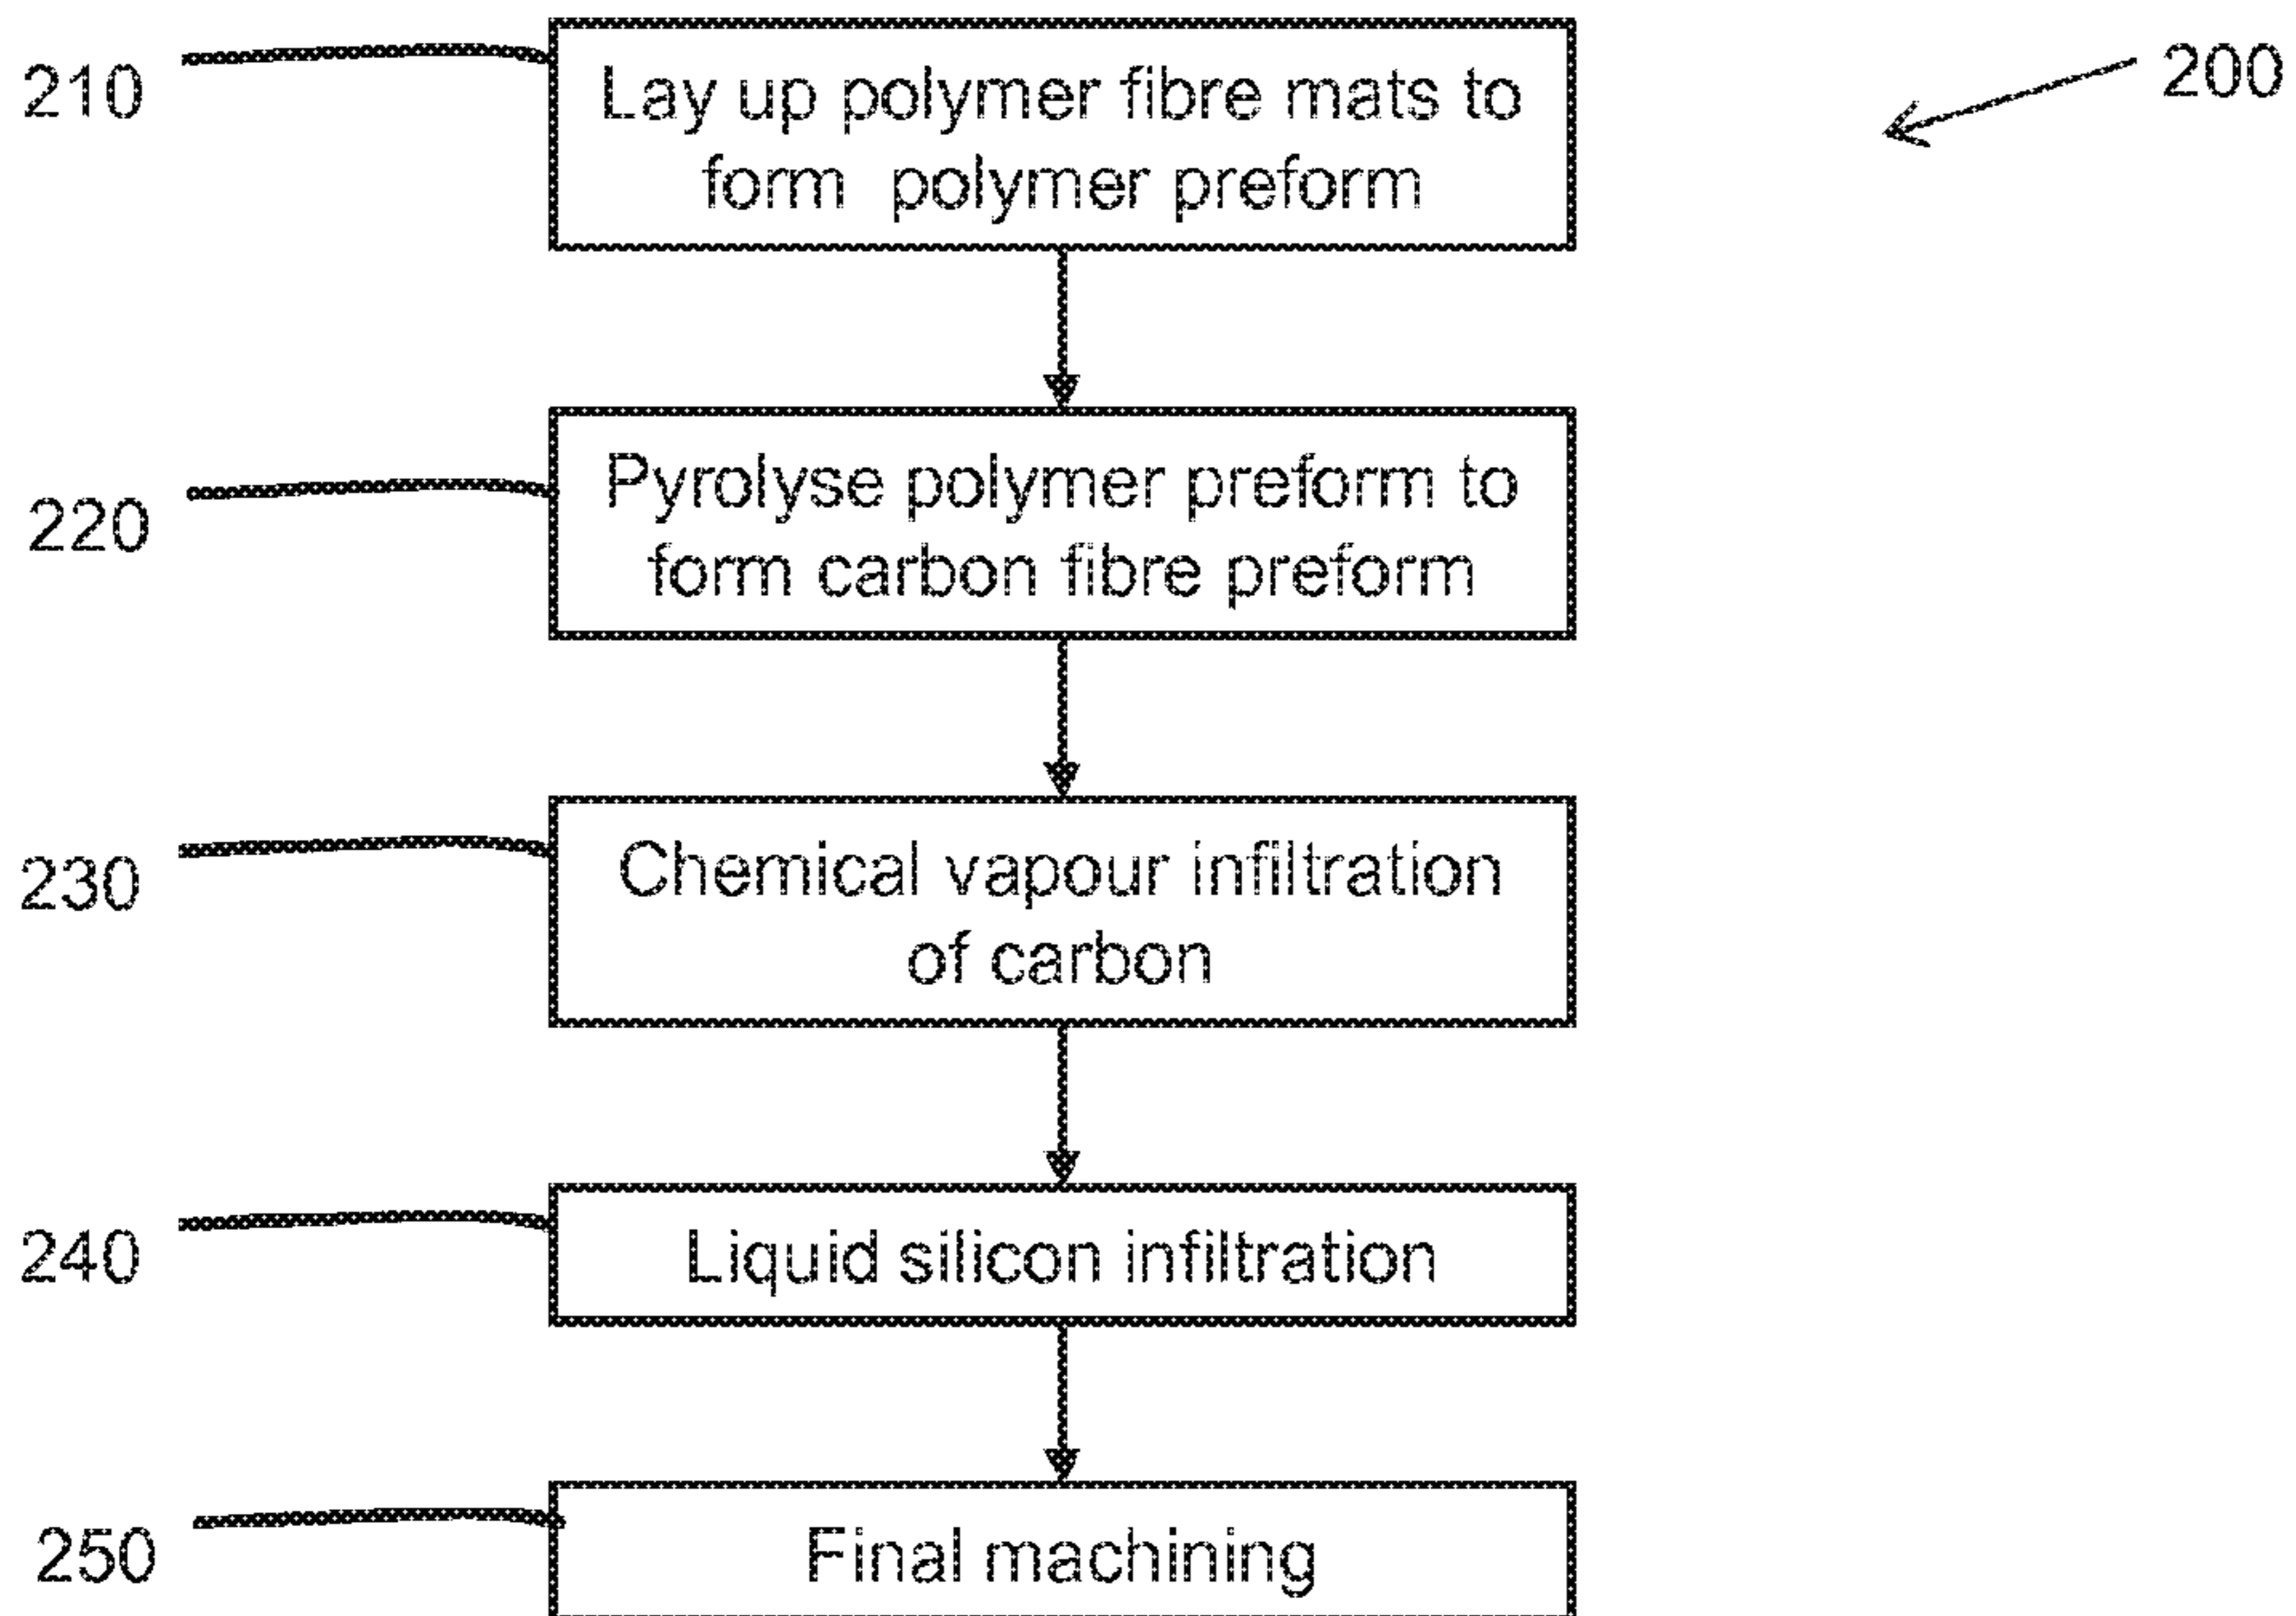 210
Lay up polymer fibre mats to
form polymer preform
200
220
Pyrolyse polymer preform to
form carbon fibre preform
230
Chemical vapour infiltration
of carbon
240
Liquid silicon infiltration
250
Final machining